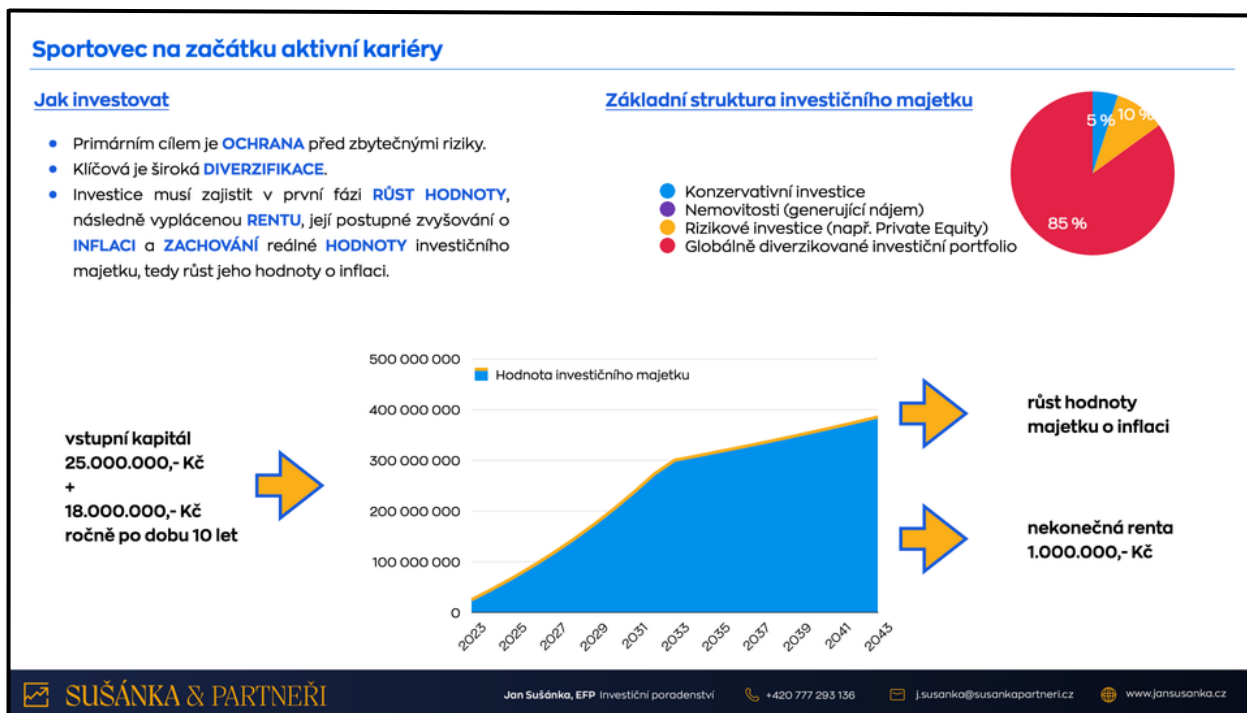 Sportovec na začátku aktivní kariéry
Jak investovat
Primárním cílem je OCHRANA před zbytečnými riziky.
Klíčová je široká DIVERZIFIKACE.
Investice musí zajistit v první fázi RŮST HODNOTY,
následně vyplácenou RENTU, její postupné zvyšování o
INFLACI a ZACHOVÁNÍ reálné HODNOTY investičního
majetku, tedy růst jeho hodnoty o inflaci.
Základní struktura investičního majetku
5 %
10 %
85 %
Konzervativní investice
Nemovitosti (generující nájem)
Rizikové investice (např. Private Equity)
Globálně diverzikované investiční portfolio
vstupní kapitál
25.000.000,- Kč
+
18.000.000,- Kč
ročně po dobu 10 let
Hodnota investičního majetku
500 000 000
400 000 000
300 000 000
200 000 000
100 000 000
0
2023
2025
2027
2029
2031
2033
2035
2037
2039
2041
2043
růst hodnoty
majetku o inflaci
nekonečná renta
1.000.000,- Kč
SUŠÁNKA & PARTNEŘI
Jan Sušánka, EFP Investiční poradenství
+420 777 293 136
j.susanka@susankapartneri.cz
www.jansusanka.cz